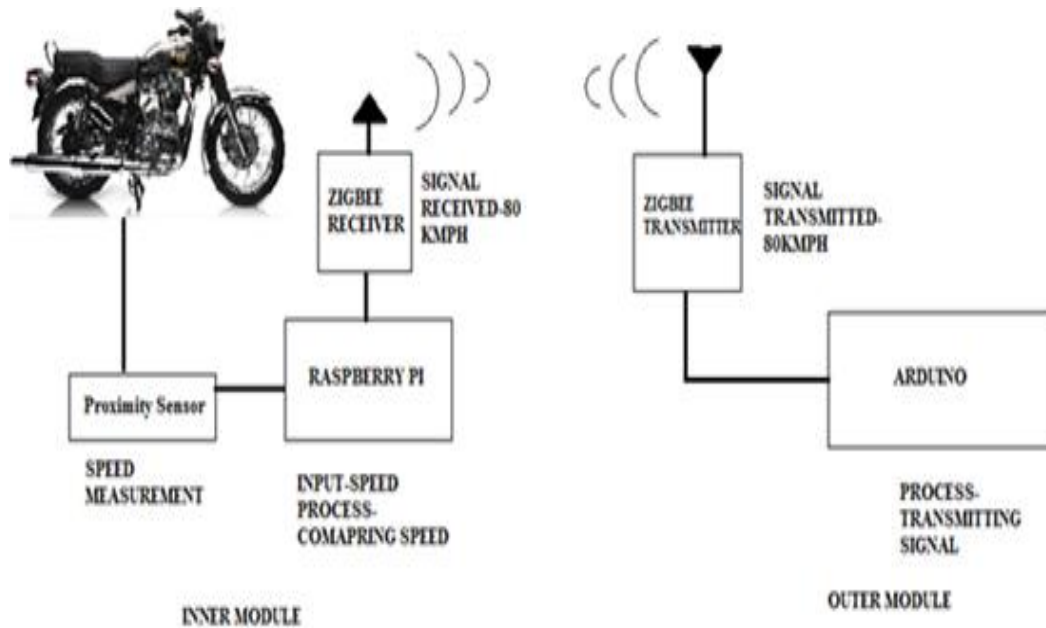 ZIGBEE
RECEIVER
SIGNAL
RECEIVED-80
KMPH
ZIGBEE
TRANSMITTER
SIGNAL
TRANSMITTED-
80KMPH
Proximity Sensor
RASPBERRY PI
ARDUINO
SPEED
MEASUREMENT
INPUT-SPEED
PROCESS-
COMAPRING SPEED
PROCESS-
TRANSMITTING
SIGNAL
INNER MODULE
OUTER MODULE